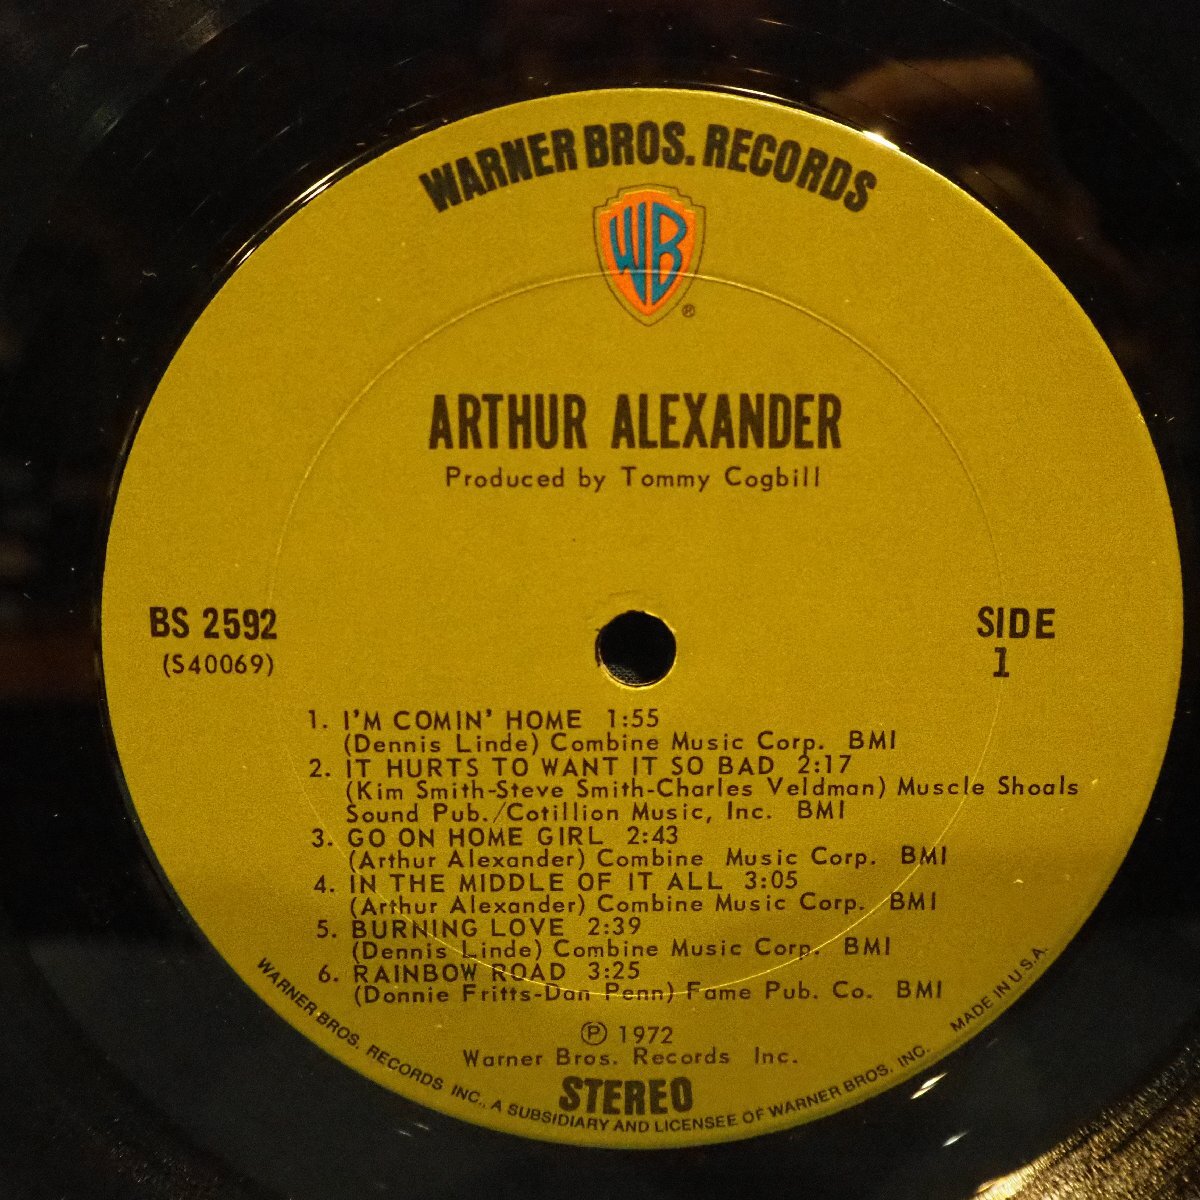 WARNER BROS. RECORDS
WB
®
ARTHUR ALEXANDER
Produced by Tommy Cogbill
BS 2592
(S40069)
SIDE
1
1. I'M COMIN' HOME 1:55
(Dennis Linde) Combine Music Corp. BMI
2. IT HURTS TO WANT IT SO BAD 2:17
(Kim Smith-Steve Smith-Charles Veldman) Muscle Shoals
Sound Pub./Cotillion Music, Inc. BMI
3. GO ON HOME GIRL 2:43
(Arthur Alexander) Combine Music Corp. BMI
4. IN THE MIDDLE OF IT ALL 3:05
(Arthur Alexander) Combine Music Corp. BMI
5. BURNING LOVE 2:39
(Dennis Linde) Combine Music Corp. BMI
6. RAINBOW ROAD 3:25
(Donnie Fritts-Dan Penn) Fame Pub. Co. BMI
℗ 1972
Warner Bros. Records Inc.
STEREO
WARNER BROS. RECORDS INC., A SUBSIDIARY AND LICENSEE OF WARNER BROS. INC. MADE IN U.S.A.